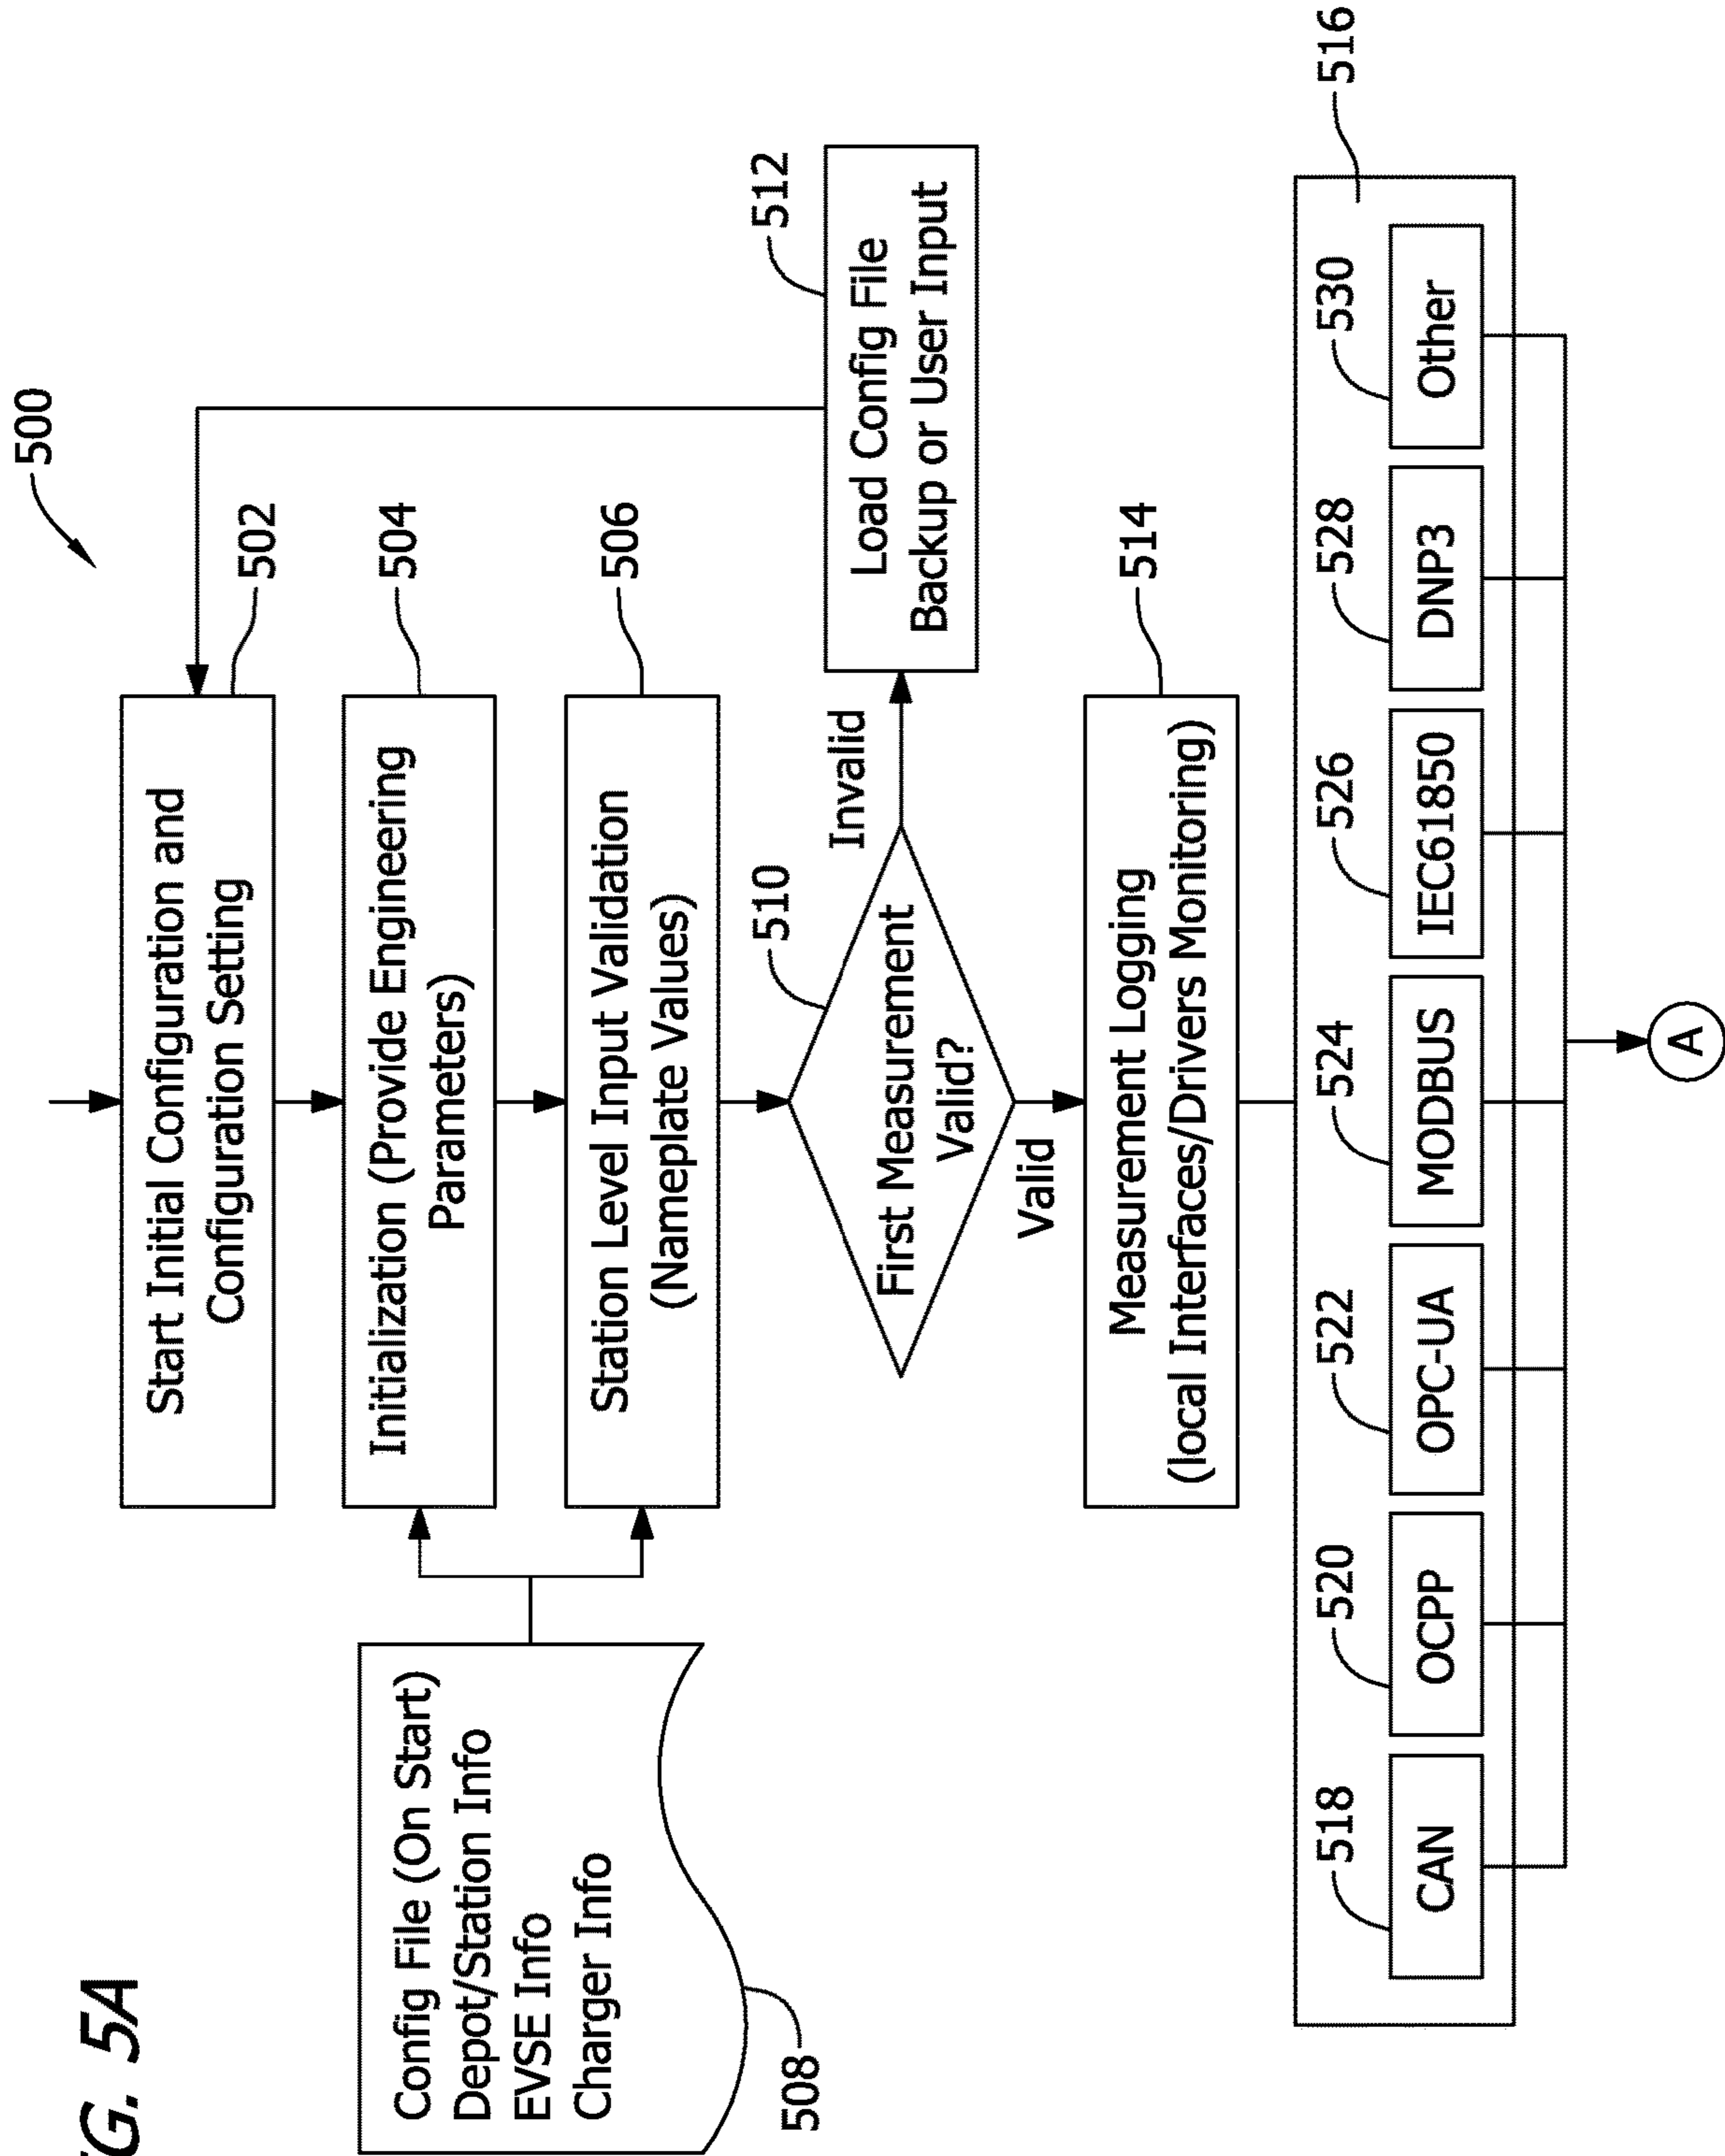 FIG. 5A
500
Start Initial Configuration and
Configuration Setting
502
Initialization (Provide Engineering
Parameters)
504
Config File (On Start)
Depot/Station Info
EVSE Info
Charger Info
508
Station Level Input Validation
(Nameplate Values)
506
First Measurement
Valid?
510
Invalid
Load Config File
Backup or User Input
512
Valid
Measurement Logging
(local Interfaces/Drivers Monitoring)
514
516
518
CAN
520
OCPP
522
OPC-UA
524
MODBUS
526
IEC61850
528
DNP3
530
Other
A